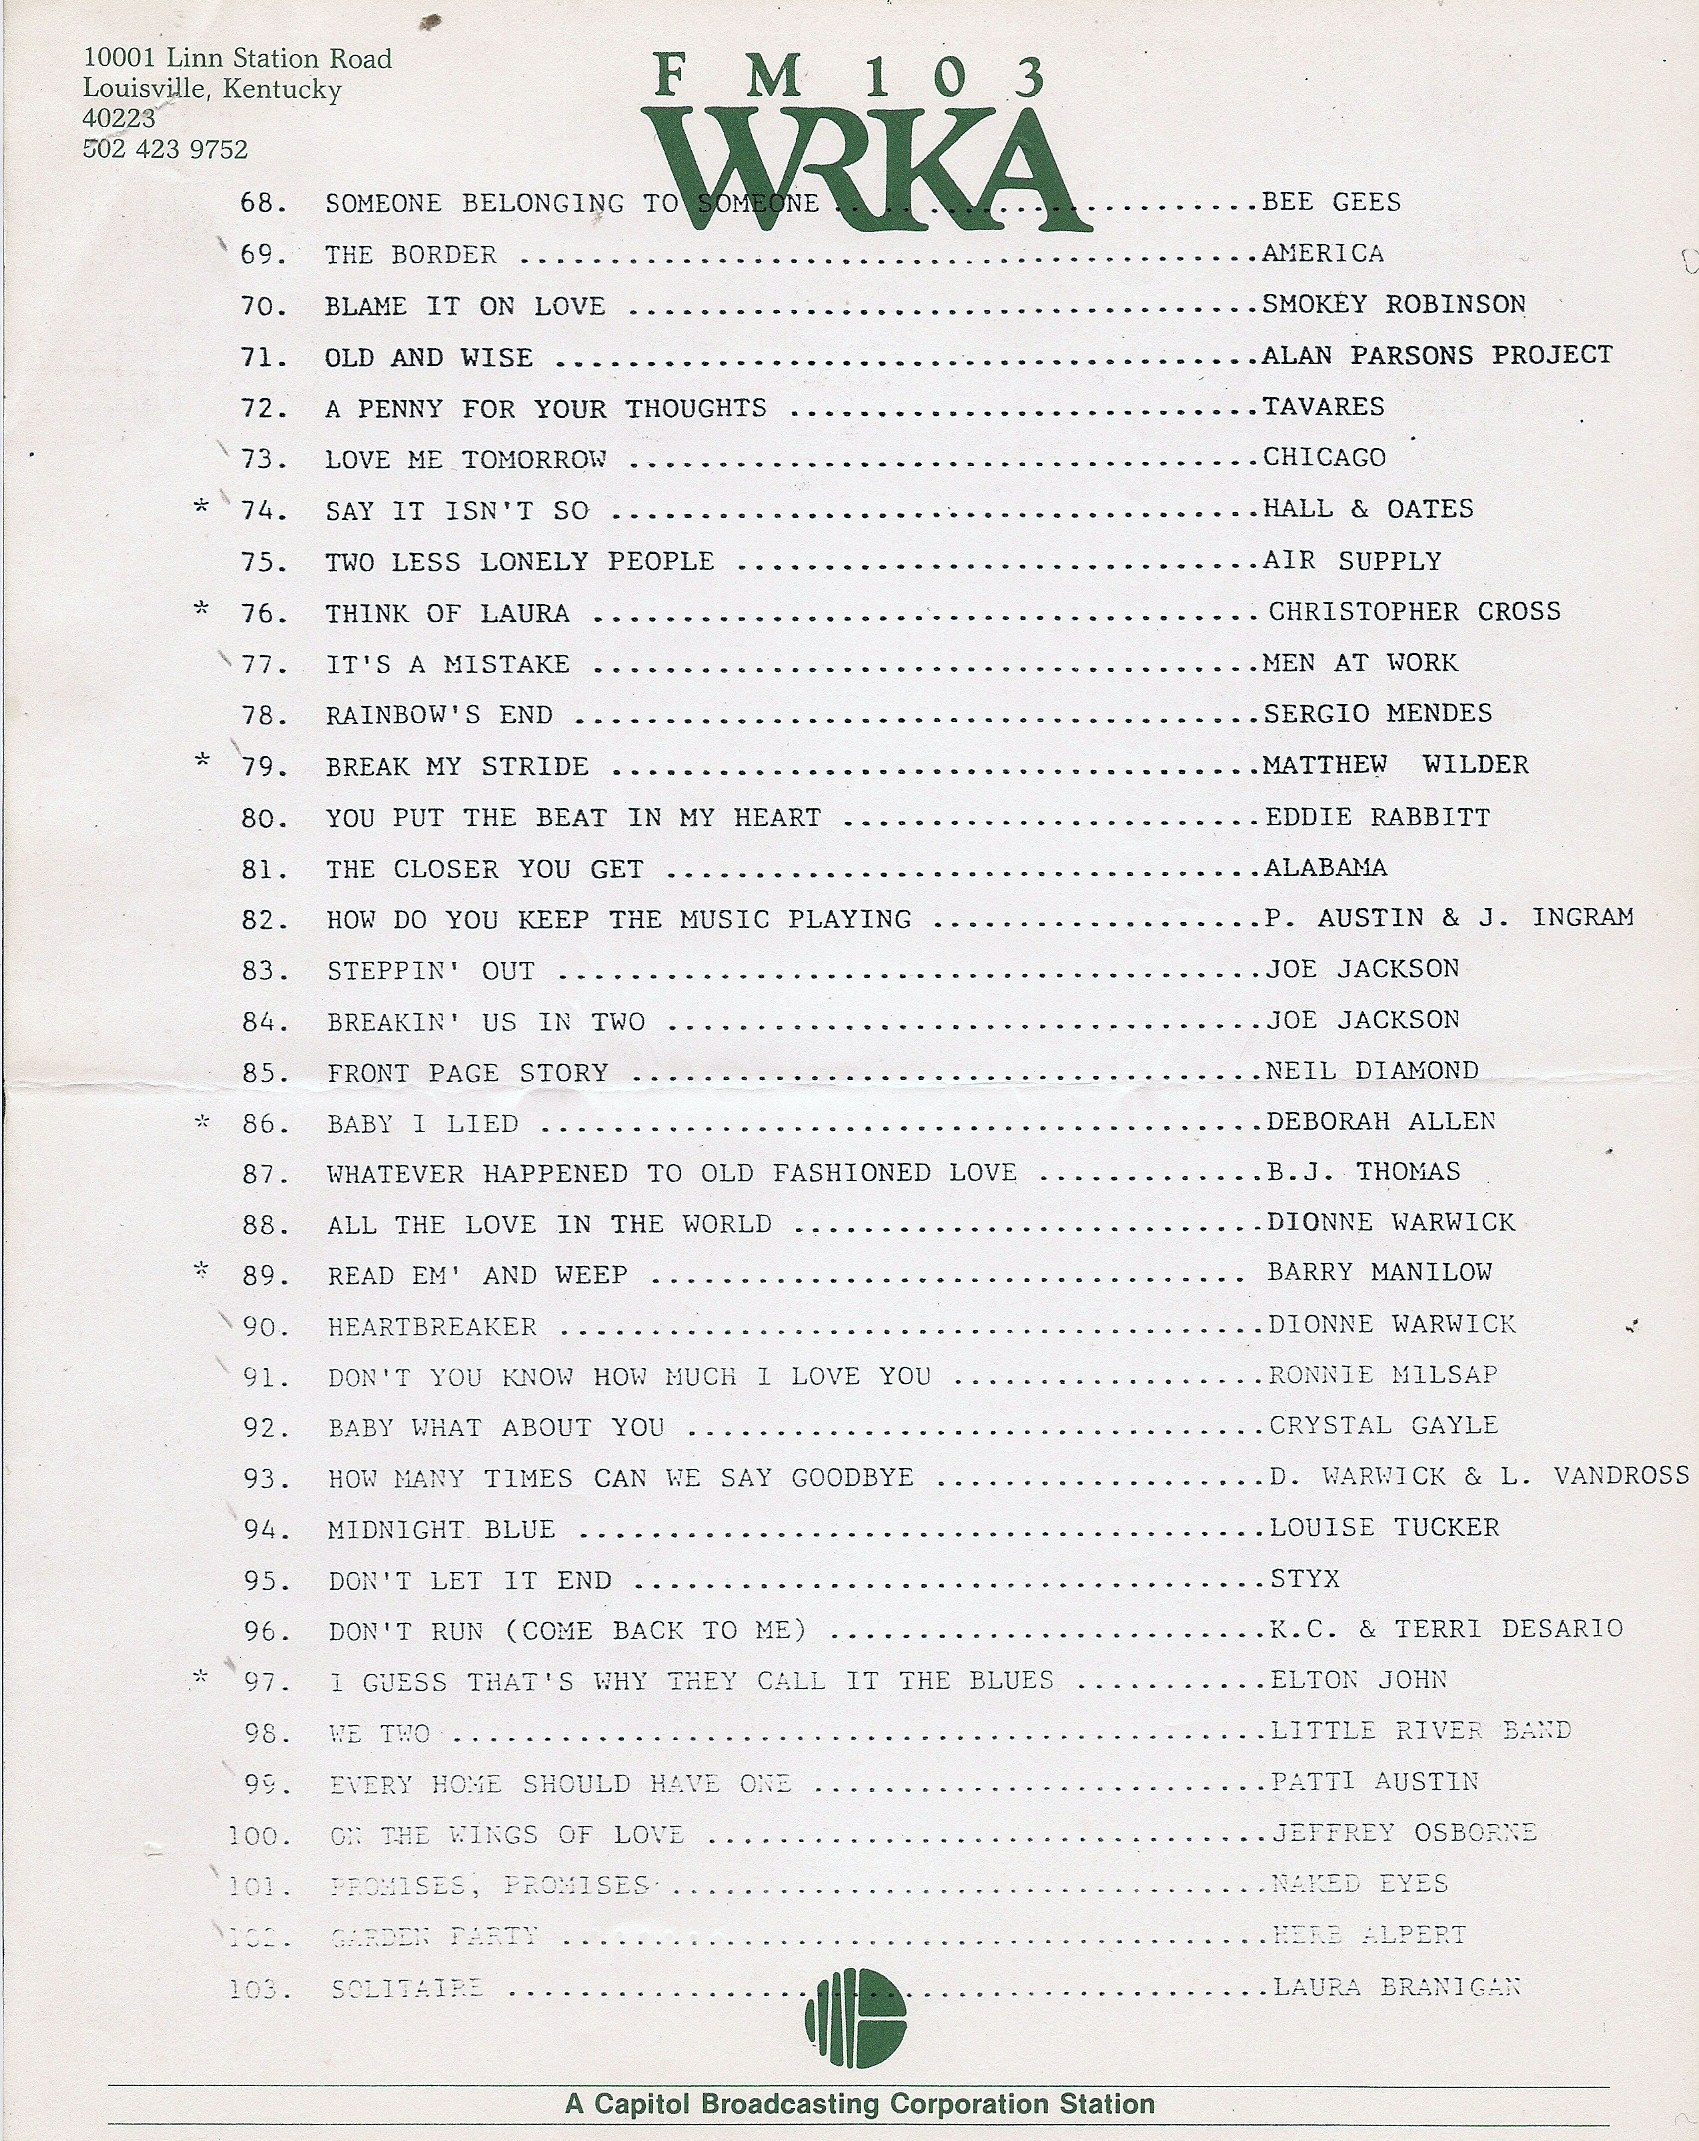 10001 Linn Station Road
Louisville, Kentucky
40223
502 423 9752
FM103
WRKA
68. SOMEONE BELONGING TO SOMEONE ........................BEE GEES
69. THE BORDER .........................................AMERICA
70. BLAME IT ON LOVE ...................................SMOKEY ROBINSON
71. OLD AND WISE .......................................ALAN PARSONS PROJECT
72. A PENNY FOR YOUR THOUGHTS ..........................TAVARES
73. LOVE ME TOMORROW ...................................CHICAGO
* 74. SAY IT ISN'T SO ....................................HALL & OATES
75. TWO LESS LONELY PEOPLE .............................AIR SUPPLY
* 76. THINK OF LAURA ..................................... CHRISTOPHER CROSS
77. IT'S A MISTAKE .....................................MEN AT WORK
78. RAINBOW'S END ......................................SERGIO MENDES
* 79. BREAK MY STRIDE ....................................MATTHEW WILDER
80. YOU PUT THE BEAT IN MY HEART .......................EDDIE RABBITT
81. THE CLOSER YOU GET .................................ALABAMA
82. HOW DO YOU KEEP THE MUSIC PLAYING ..................P. AUSTIN & J. INGRAM
83. STEPPIN' OUT .......................................JOE JACKSON
84. BREAKIN' US IN TWO .................................JOE JACKSON
85. FRONT PAGE STORY ...................................NEIL DIAMOND
* 86. BABY I LIED ........................................DEBORAH ALLEN
87. WHATEVER HAPPENED TO OLD FASHIONED LOVE .............B.J. THOMAS
88. ALL THE LOVE IN THE WORLD ..........................DIONNE WARWICK
* 89. READ EM' AND WEEP ................................. BARRY MANILOW
90. HEARTBREAKER .......................................DIONNE WARWICK
91. DON'T YOU KNOW HOW MUCH I LOVE YOU ..................RONNIE MILSAP
92. BABY WHAT ABOUT YOU ................................CRYSTAL GAYLE
93. HOW MANY TIMES CAN WE SAY GOODBYE ..................D. WARWICK & L. VANDROSS
94. MIDNIGHT BLUE ......................................LOUISE TUCKER
95. DON'T LET IT END ...................................STYX
96. DON'T RUN (COME BACK TO ME) ........................K.C. & TERRI DESARIO
* 97. I GUESS THAT'S WHY THEY CALL IT THE BLUES ...........ELTON JOHN
98. WE TWO .............................................LITTLE RIVER BAND
99. EVERY HOME SHOULD HAVE ONE .........................PATTI AUSTIN
100. ON THE WINGS OF LOVE ...............................JEFFREY OSBORNE
101. PROMISES, PROMISES .................................NAKED EYES
102. GARDEN PARTY .......................................HERB ALPERT
103. SOLITAIRE ..........................................LAURA BRANIGAN
A Capitol Broadcasting Corporation Station